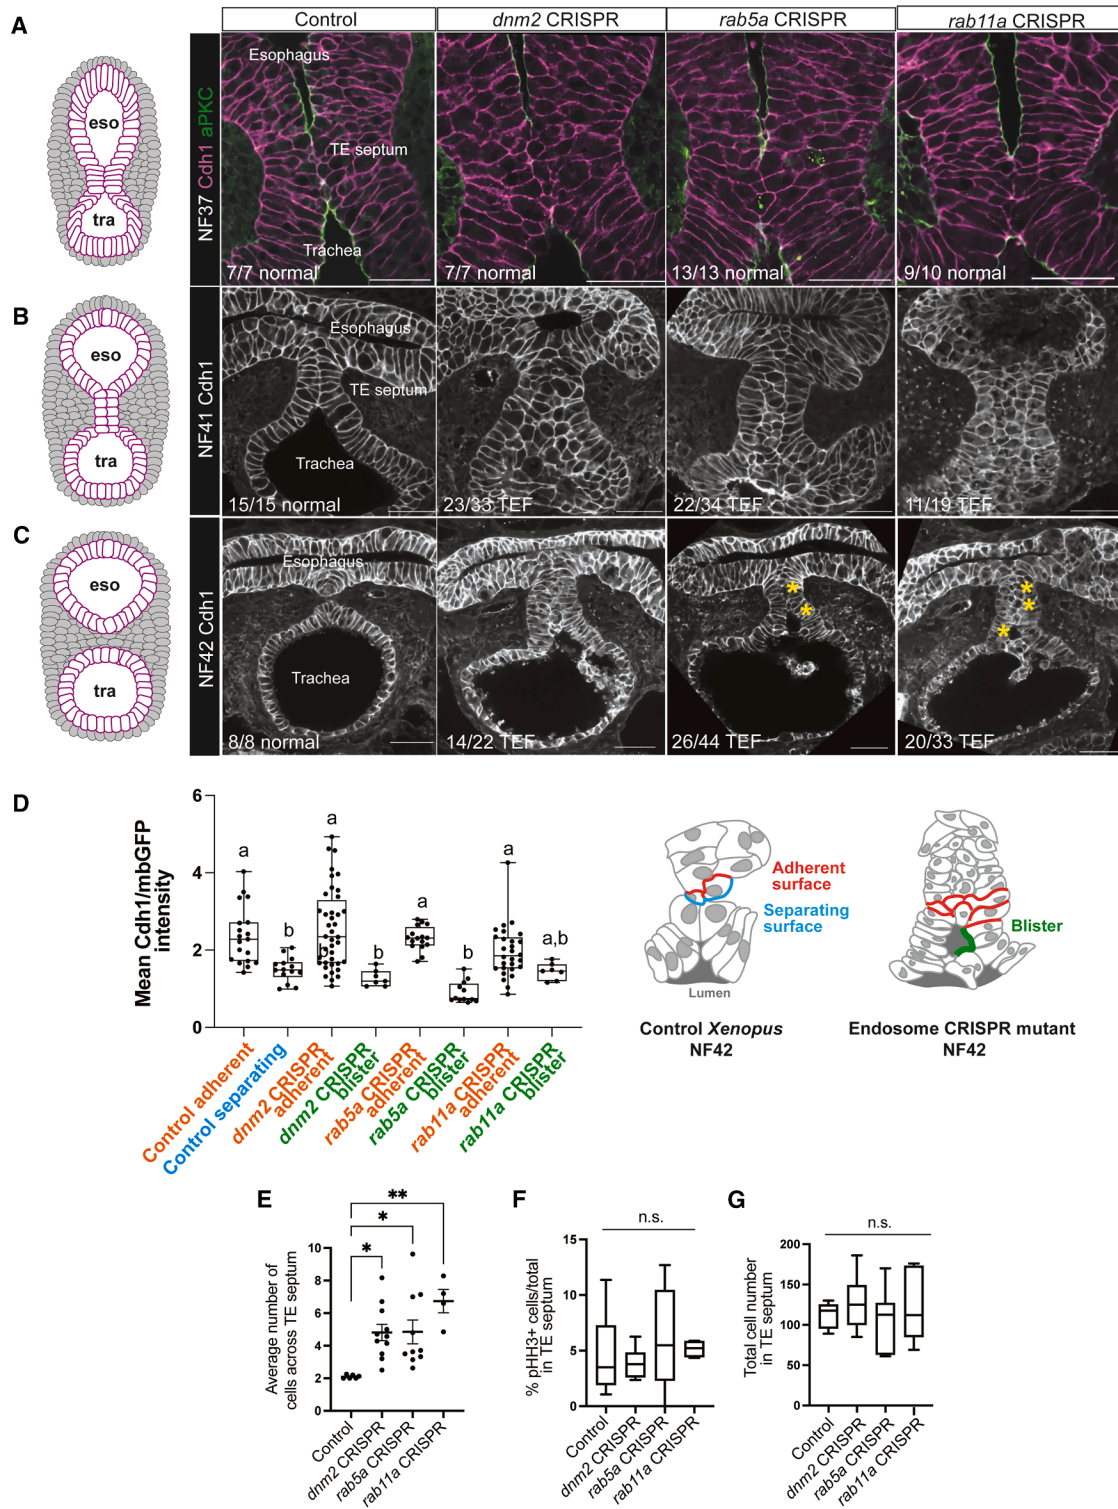 A
Control
dnm2 CRISPR
rab5a CRISPR
rab11a CRISPR
eso
tra
NF37 Cdh1 aPKC
Esophagus
TE septum
Trachea
7/7 normal
7/7 normal
13/13 normal
9/10 normal
B
eso
tra
NF41 Cdh1
Esophagus
TE septum
Trachea
15/15 normal
23/33 TEF
22/34 TEF
11/19 TEF
C
eso
tra
NF42 Cdh1
Esophagus
Trachea
8/8 normal
14/22 TEF
26/44 TEF
* *
20/33 TEF
* * *
D
Mean Cdh1/mbGFP
intensity
6
4
2
0
a
b
a
b
a
b
a
a,b
Control adherent
Control separating
dnm2 CRISPR
adherent
dnm2 CRISPR
blister
rab5a CRISPR
adherent
rab5a CRISPR
blister
rab11a CRISPR
adherent
rab11a CRISPR
blister
Adherent
surface
Separating
surface
Lumen
Control Xenopus
NF42
Blister
Endosome CRISPR mutant
NF42
E
Average number of
cells across TE septum
10
8
6
4
2
0
**
*
*
Control
dnm2 CRISPR
rab5a CRISPR
rab11a CRISPR
F
% pHH3+ cells/total
in TE septum
15
10
5
0
n.s.
Control
dnm2 CRISPR
rab5a CRISPR
rab11a CRISPR
G
Total cell number
in TE septum
200
150
100
50
0
n.s.
Control
dnm2 CRISPR
rab5a CRISPR
rab11a CRISPR